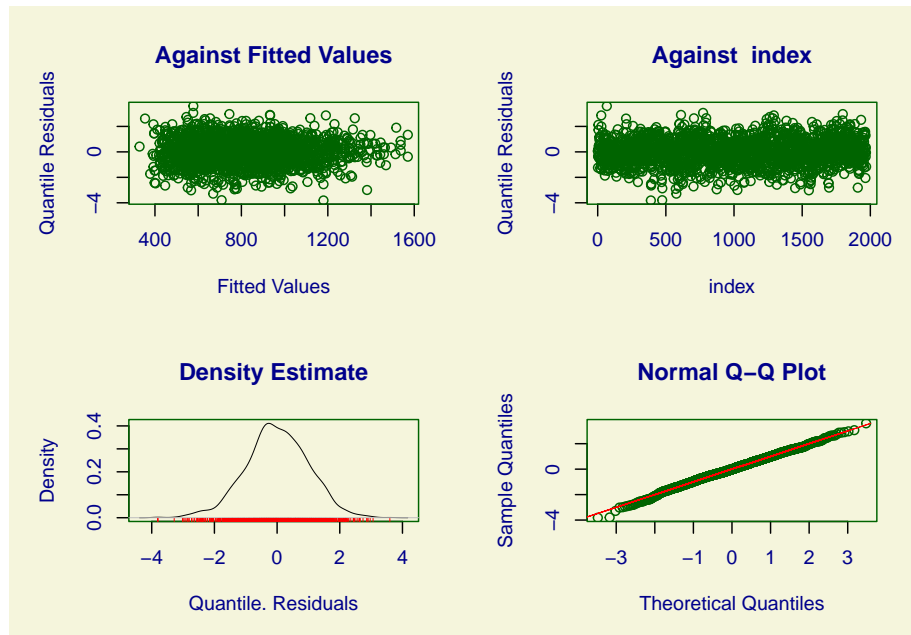 Against Fitted Values
Quantile Residuals
0
−4
400 600 800 1200 1600
Fitted Values
Against  index
Quantile Residuals
0
−4
0 500 1000 1500 2000
index
Density Estimate
Density
0.4
0.2
0.0
−4 −2 0 2 4
Quantile. Residuals
Normal Q−Q Plot
Sample Quantiles
0
−4
−3 −1 0 1 2 3
Theoretical Quantiles